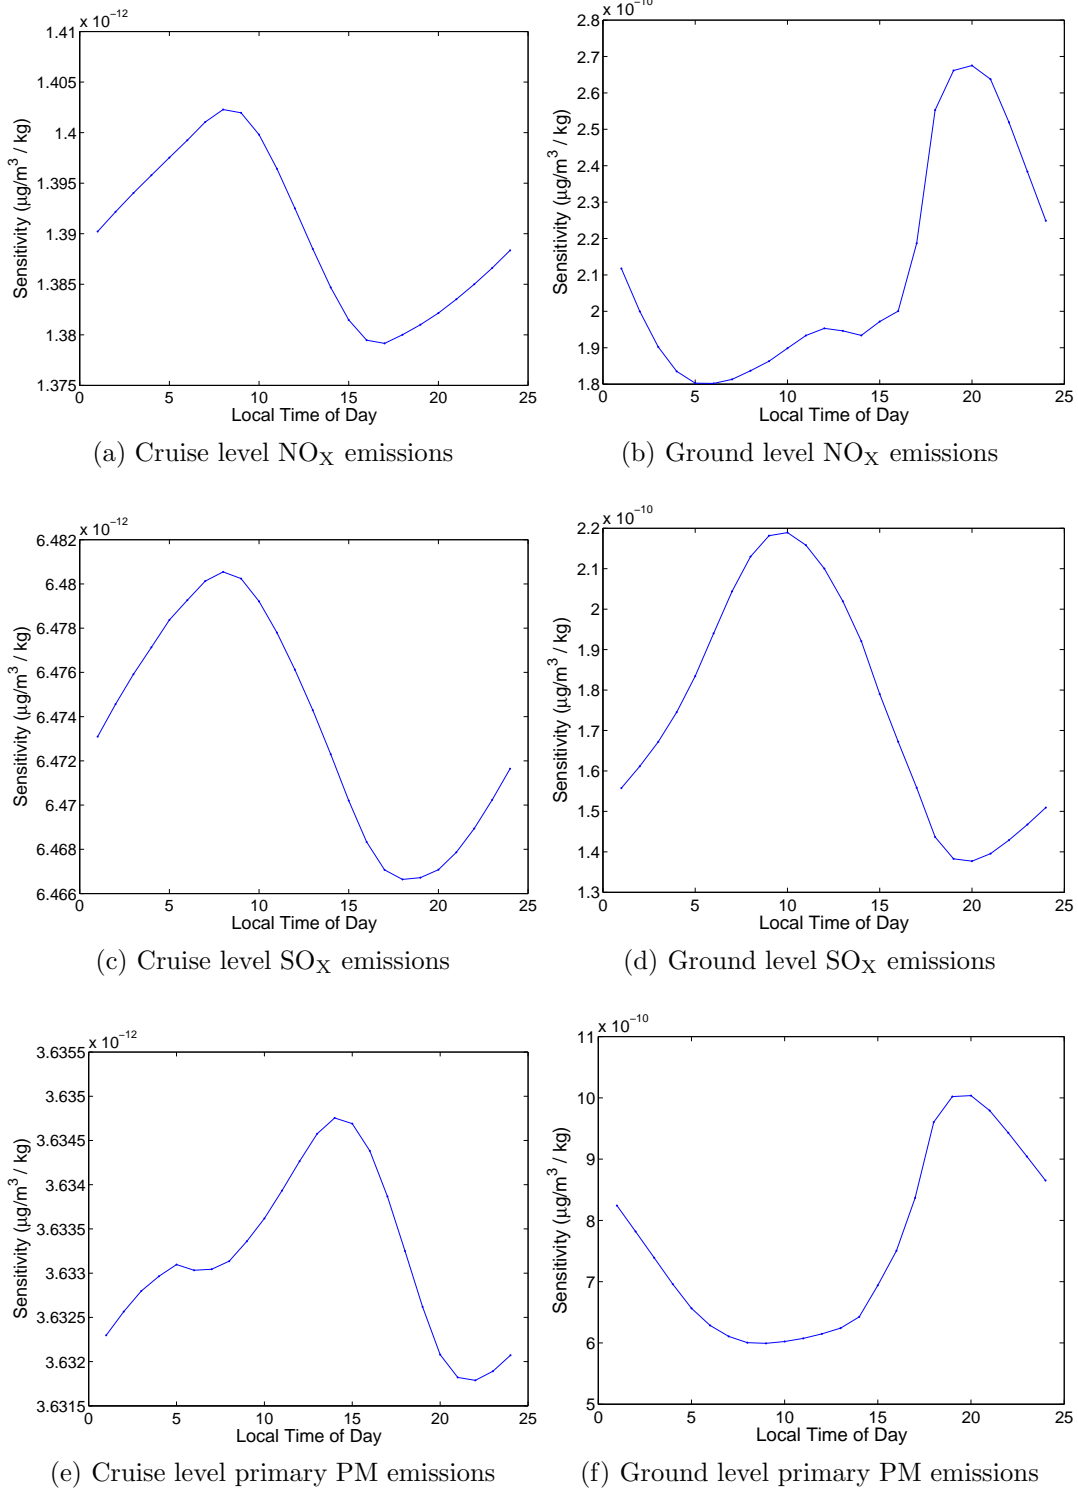 x 10⁻¹²
1.41
1.405
1.4
1.395
1.39
1.385
1.38
1.375
0 5 10 15 20 25
Sensitivity (μg/m³ / kg)
Local Time of Day
(a) Cruise level NOX emissions
x 10⁻¹⁰
2.8
2.7
2.6
2.5
2.4
2.3
2.2
2.1
2
1.9
1.8
0 5 10 15 20 25
Sensitivity (μg/m³ / kg)
Local Time of Day
(b) Ground level NOX emissions
x 10⁻¹²
6.482
6.48
6.478
6.476
6.474
6.472
6.47
6.468
6.466
0 5 10 15 20 25
Sensitivity (μg/m³ / kg)
Local Time of Day
(c) Cruise level SOX emissions
x 10⁻¹⁰
2.2
2.1
2
1.9
1.8
1.7
1.6
1.5
1.4
1.3
0 5 10 15 20 25
Sensitivity (μg/m³ / kg)
Local Time of Day
(d) Ground level SOX emissions
x 10⁻¹²
3.6355
3.635
3.6345
3.634
3.6335
3.633
3.6325
3.632
3.6315
0 5 10 15 20 25
Sensitivity (μg/m³ / kg)
Local Time of Day
(e) Cruise level primary PM emissions
x 10⁻¹⁰
11
10
9
8
7
6
5
0 5 10 15 20 25
Sensitivity (μg/m³ / kg)
Local Time of Day
(f) Ground level primary PM emissions